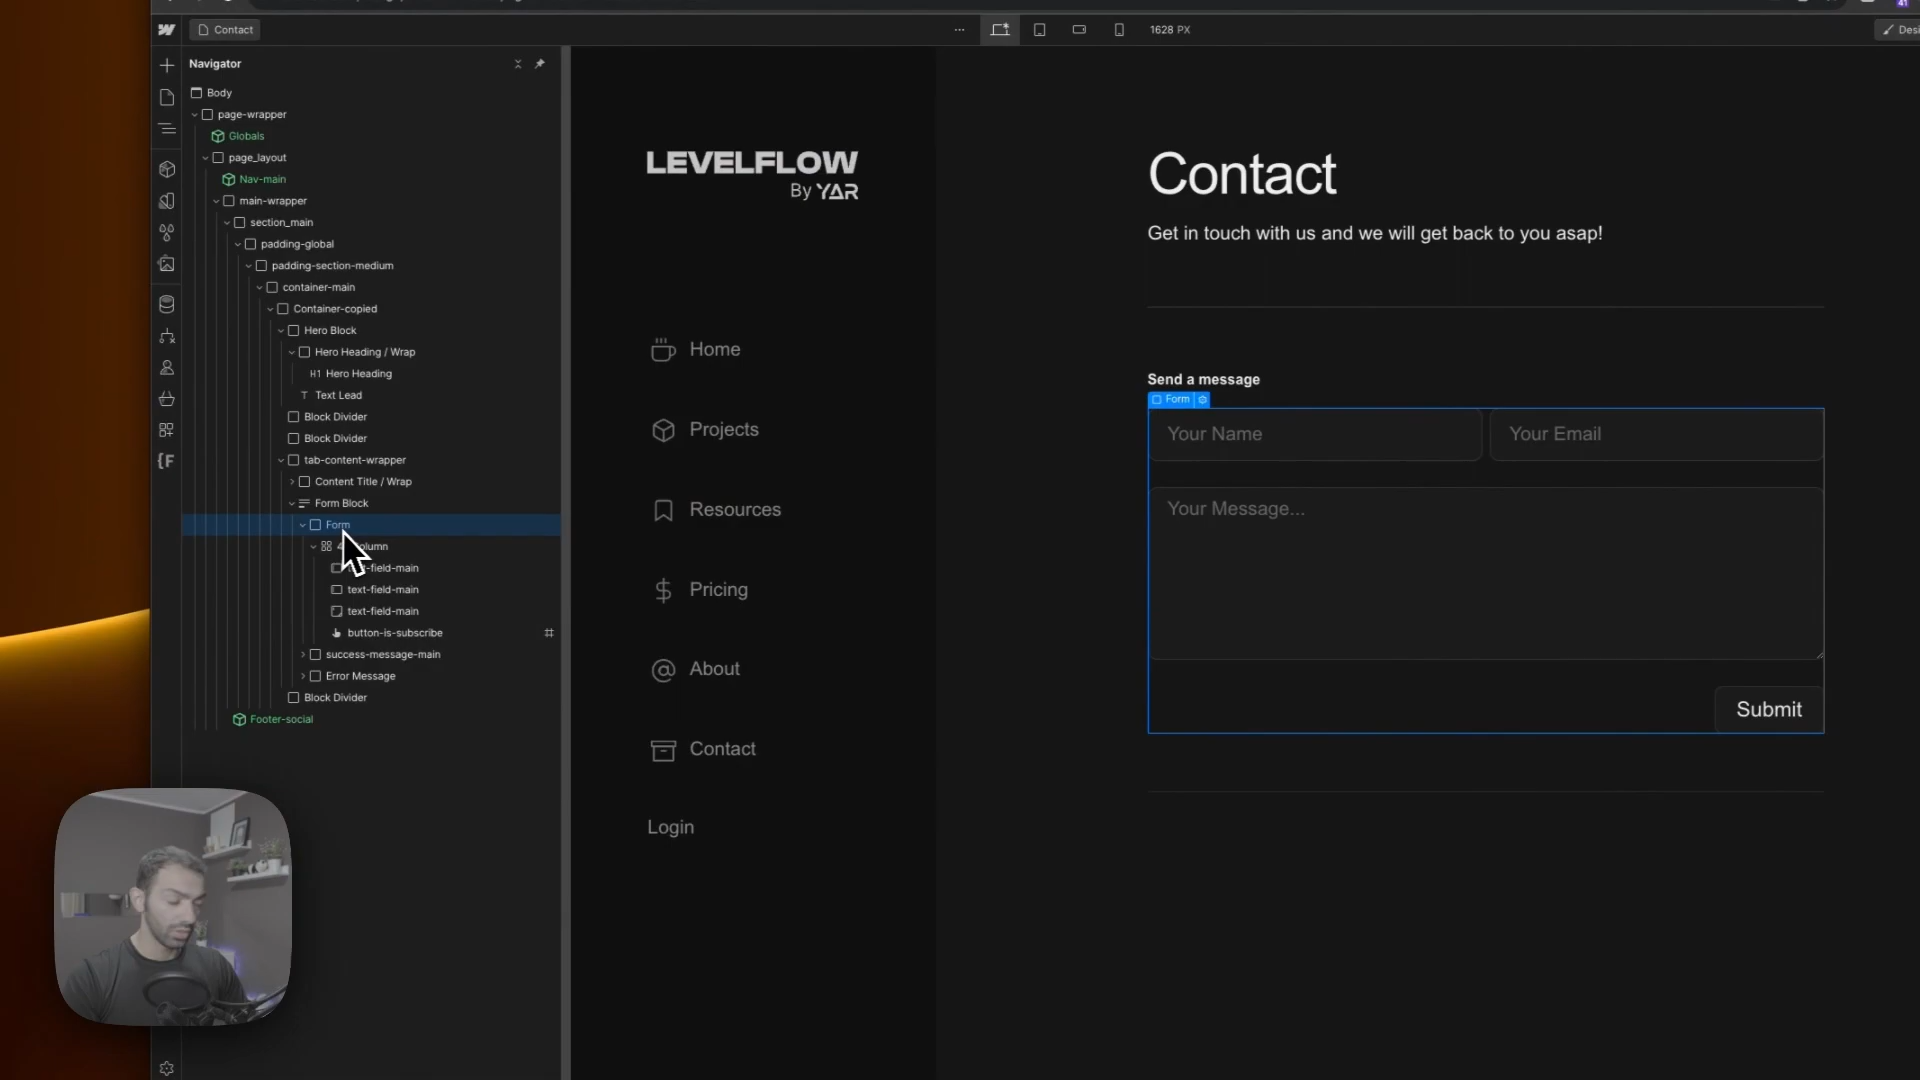 Contact
...
1628 PX
Desi
41
Navigator
Body
page-wrapper
Globals
page_layout
Nav-main
main-wrapper
section_main
padding-global
padding-section-medium
container-main
Container-copied
Hero Block
Hero Heading / Wrap
H1 Hero Heading
T Text Lead
Block Divider
Block Divider
tab-content-wrapper
Content Title / Wrap
Form Block
Form
text-field-main
text-field-main
button-is-subscribe
success-message-main
Error Message
Block Divider
Footer-social
LEVELFLOW
By YAR
Home
Projects
Resources
Pricing
About
Contact
Login
Contact
Get in touch with us and we will get back to you asap!
Send a message
Form
Your Name
Your Email
Your Message...
Submit